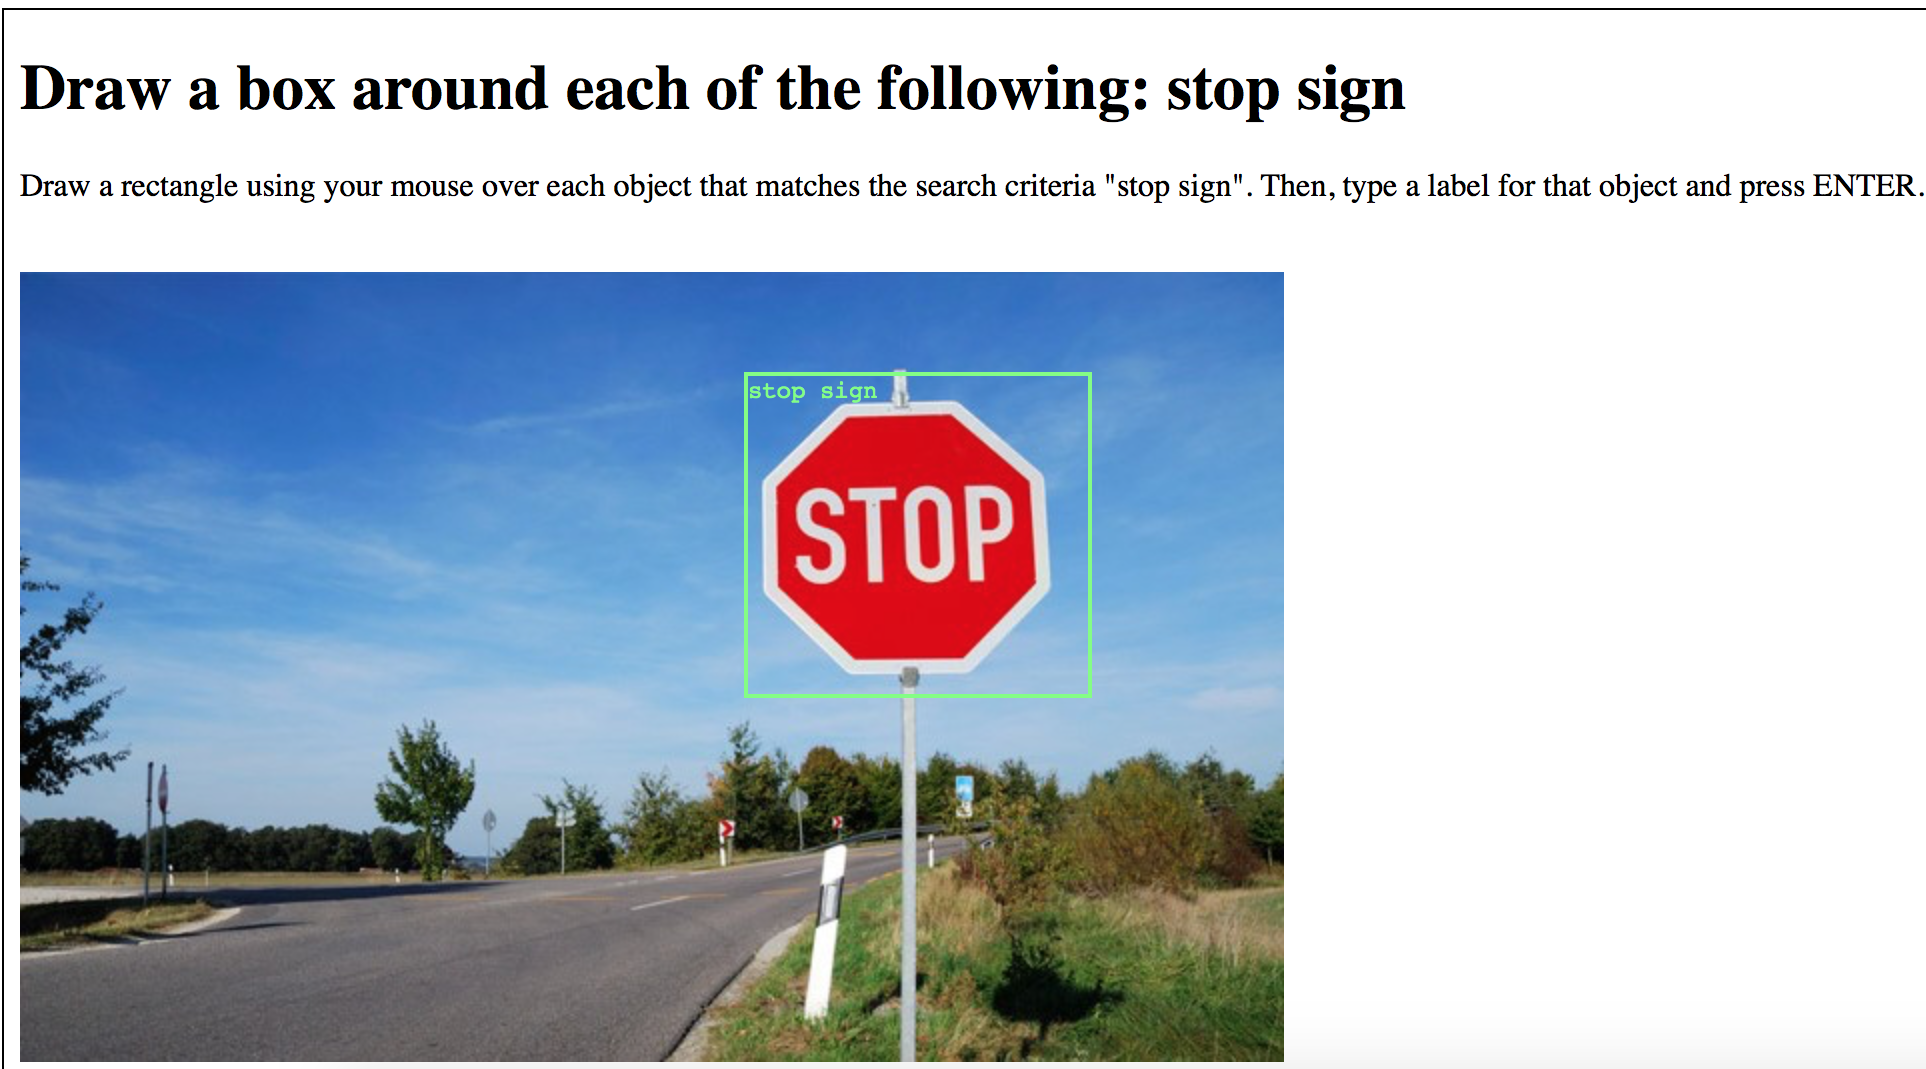 Draw a box around each of the following: stop sign
Draw a rectangle using your mouse over each object that matches the search criteria "stop sign". Then, type a label for that object and press ENTER.
stop sign
STOP